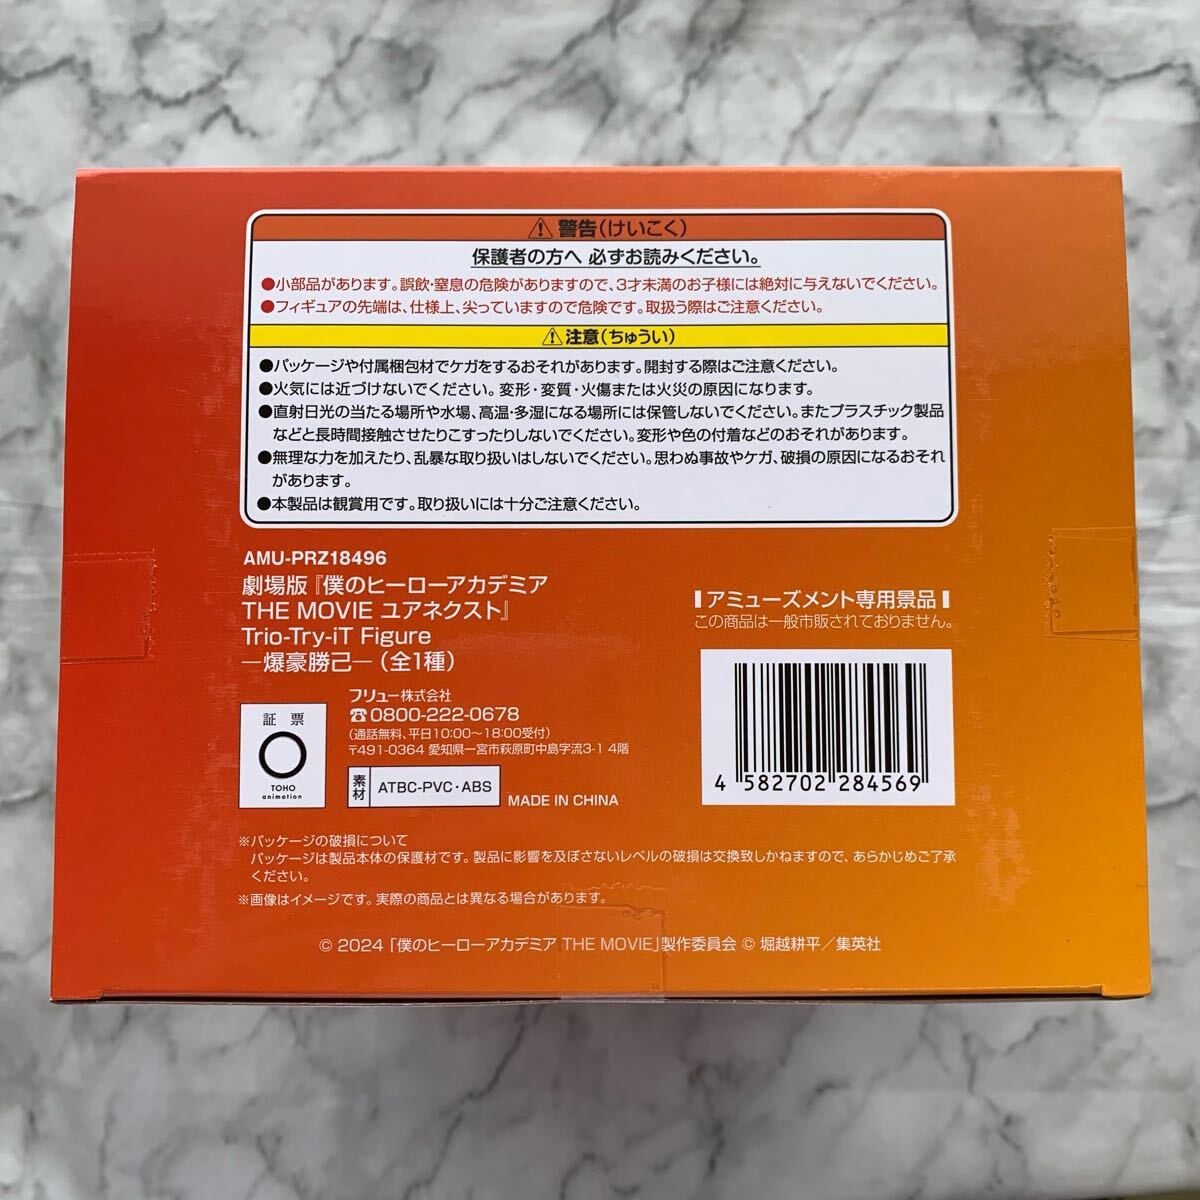 ⚠警告(けいこく)
保護者の方へ 必ずお読みください。
●小部品があります。誤飲・窒息の危険がありますので、3才未満のお子様には絶対に与えないでください。
●フィギュアの先端は、仕様上、尖っていますので危険です。取扱う際はご注意ください。
⚠注意(ちゅうい)
●パッケージや付属梱包材でケガをするおそれがあります。開封する際はご注意ください。
●火気には近づけないでください。変形・変質・火傷または火災の原因になります。
●直射日光の当たる場所や水場、高温・多湿になる場所には保管しないでください。またプラスチック製品
などと長時間接触させたりこすったりしないでください。変形や色の付着などのおそれがあります。
●無理な力を加えたり、乱暴な取り扱いはしないでください。思わぬ事故やケガ、破損の原因になるおそれ
があります。
●本製品は観賞用です。取り扱いには十分ご注意ください。
AMU-PRZ18496
劇場版『僕のヒーローアカデミア
THE MOVIE ユアネクスト』
Trio-Try-iT Figure
―爆豪勝己―(全1種)
アミューズメント専用景品
この商品は一般市販されておりません。
証 票
TOHO
animation
フリュー株式会社
☎0800-222-0678
(通話無料、平日10:00~18:00受付)
〒491-0364 愛知県一宮市萩原町中島字流3-1 4階
素材 ATBC-PVC・ABS
MADE IN CHINA
4 582702 284569
※パッケージの破損について
パッケージは製品本体の保護材です。製品に影響を及ぼさないレベルの破損は交換致しかねますので、あらかじめご了承
ください。
※画像はイメージです。実際の商品とは異なる場合があります。
© 2024「僕のヒーローアカデミア THE MOVIE」製作委員会 © 堀越耕平/集英社